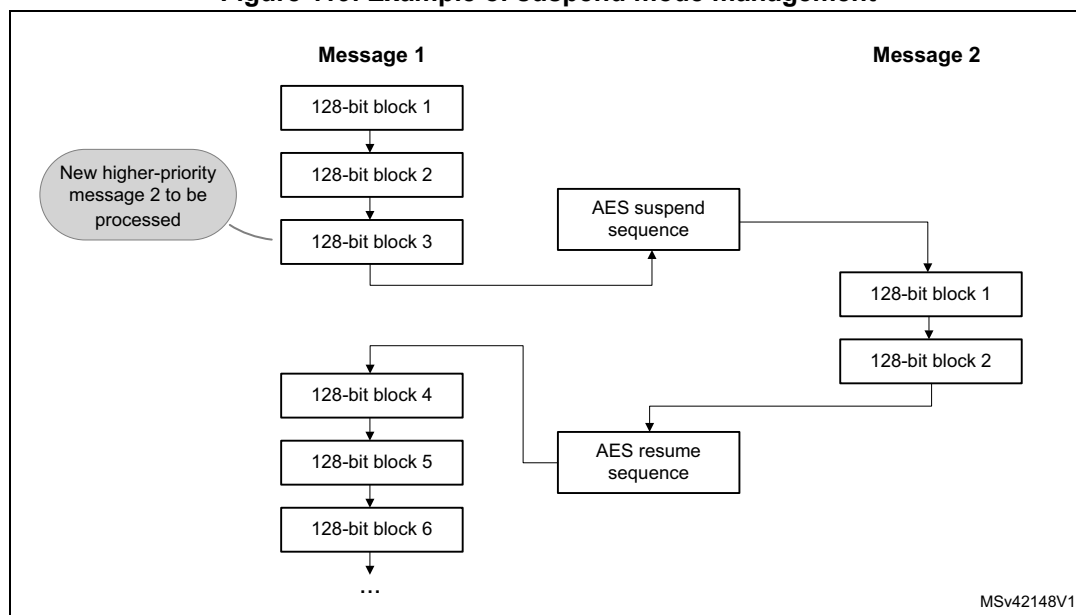 Figure Example of suspend mode management
Message 1
Message 2
128-bit block 1
128-bit block 2
New higher-priority
message 2 to be
processed
128-bit block 3
AES suspend
sequence
128-bit block 1
128-bit block 2
128-bit block 4
AES resume
sequence
128-bit block 5
128-bit block 6
...
MSv42148V1